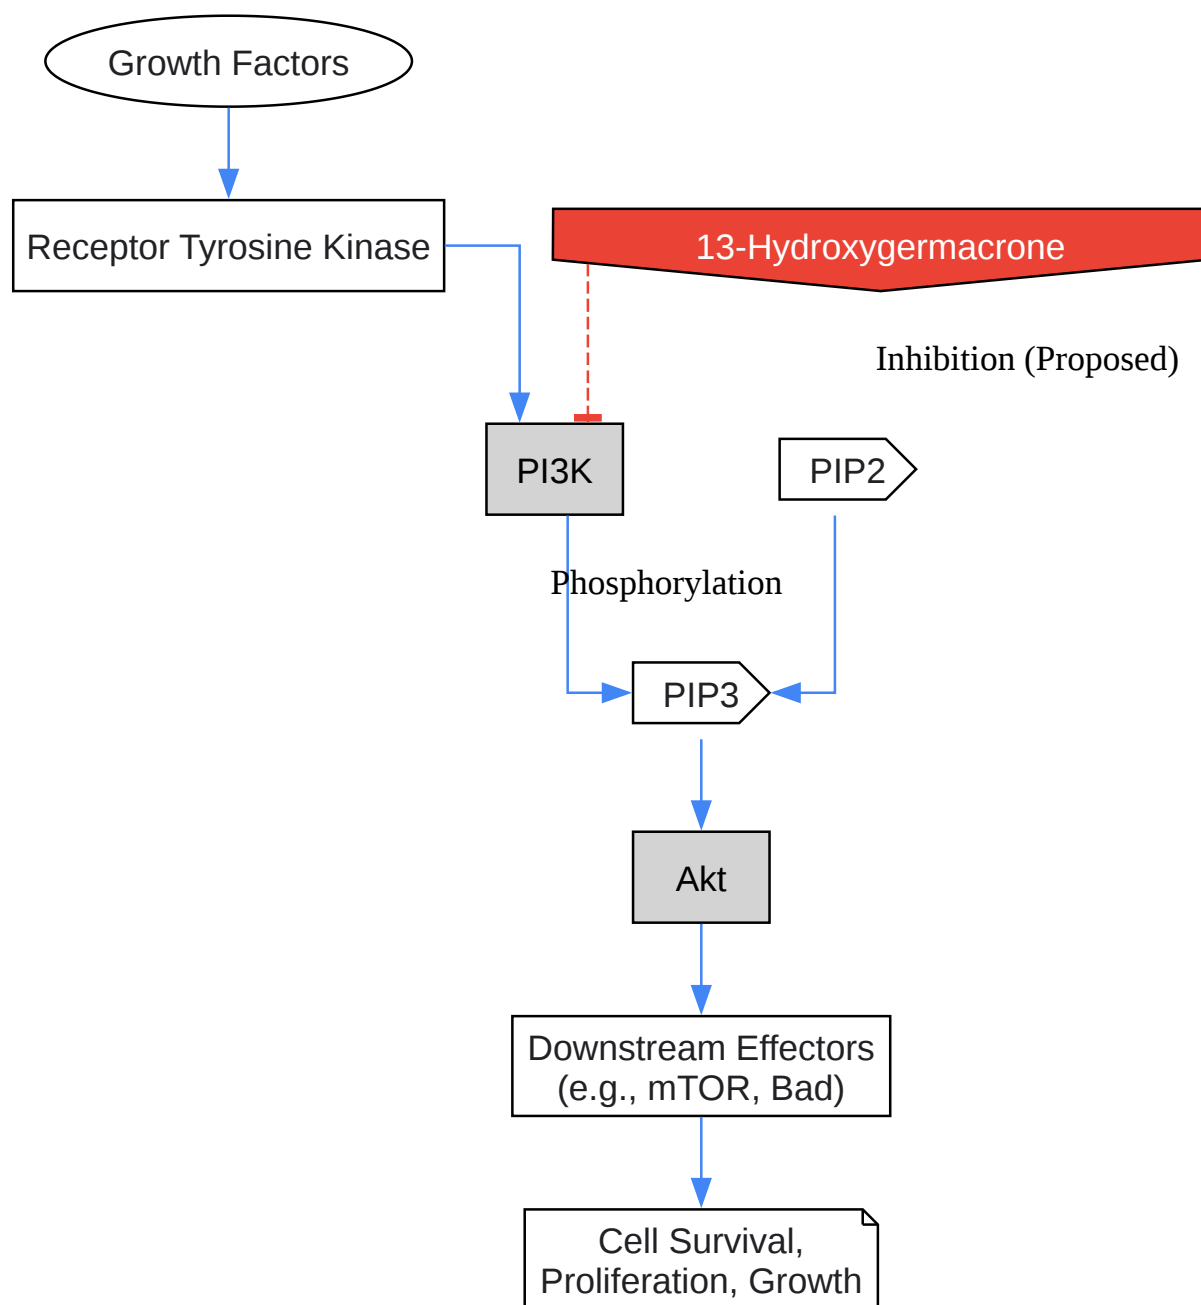 Growth Factors
Receptor Tyrosine Kinase
13-Hydroxygermacrone
Inhibition (Proposed)
PI3K
PIP2
Phosphorylation
PIP3
Akt
Downstream Effectors
(e.g., mTOR, Bad)
Cell Survival,
Proliferation, Growth